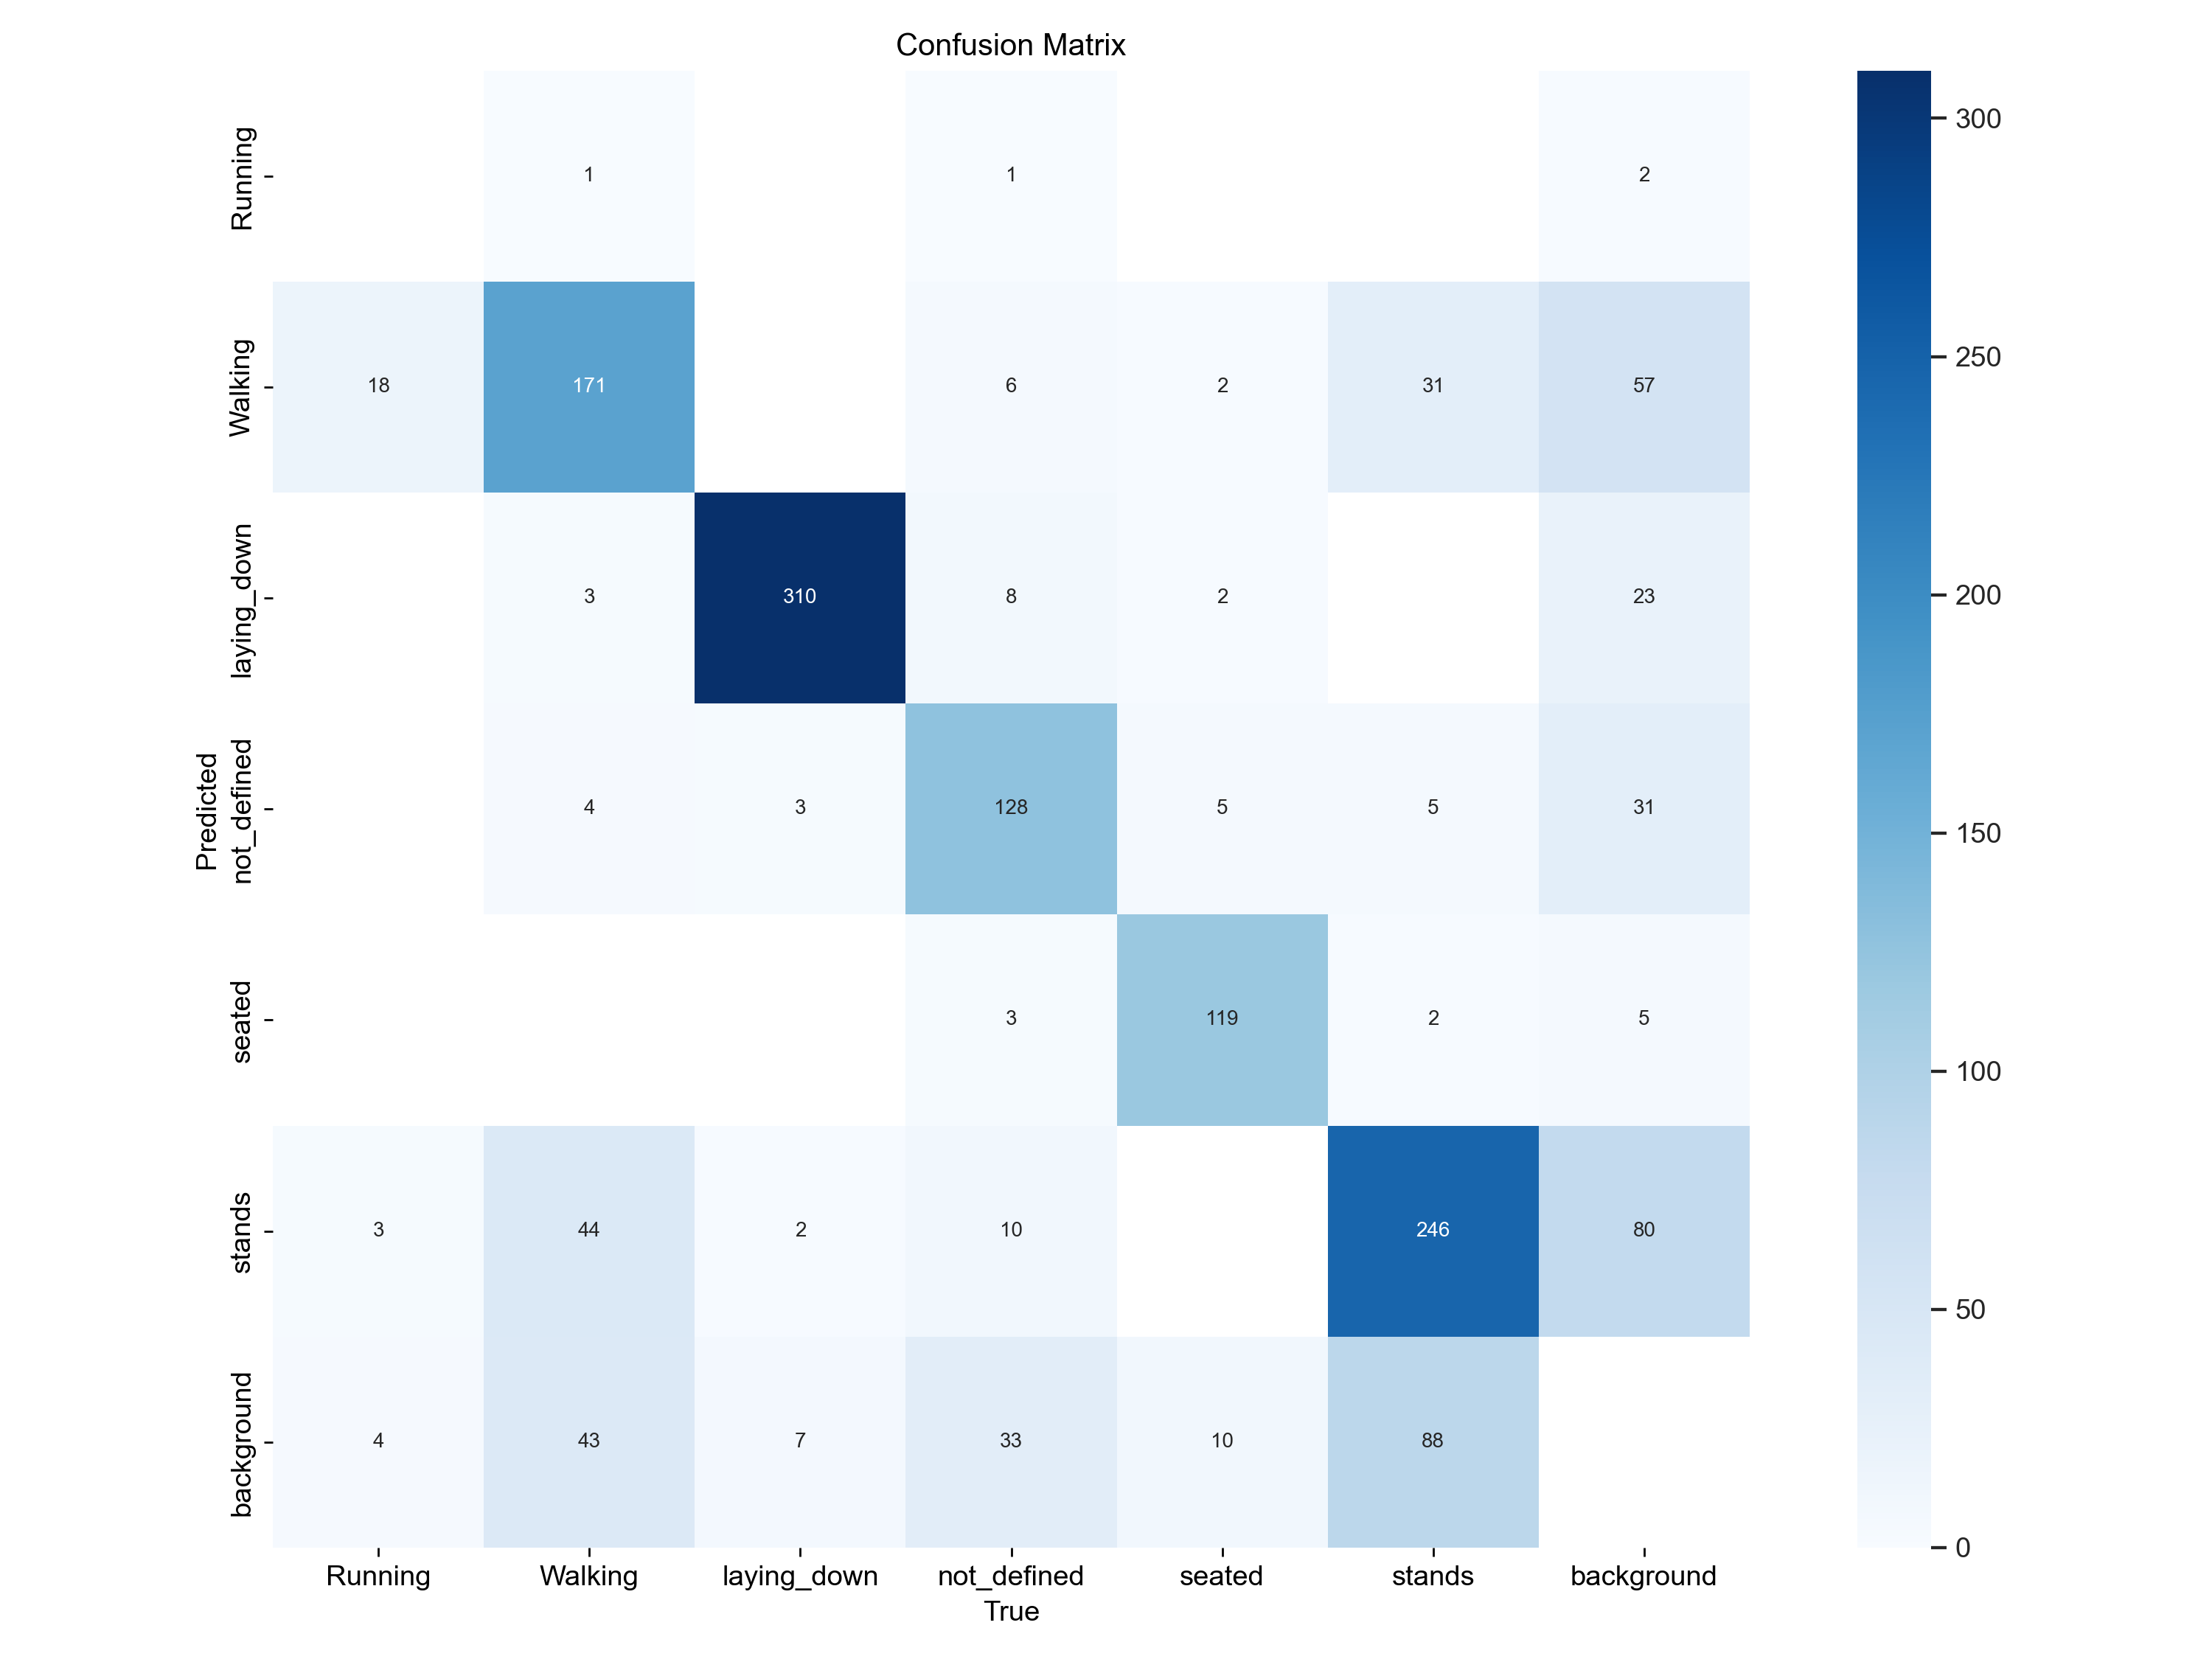 Confusion Matrix
Running
1
1
2
300
Walking
18
171
6
2
31
57
250
laying_down
3
310
8
2
23
200
Predicted
not_defined
4
3
128
5
5
31
150
seated
3
119
2
5
100
stands
3
44
2
10
246
80
50
background
4
43
7
33
10
88
0
Running
Walking
laying_down
not_defined
seated
stands
background
True